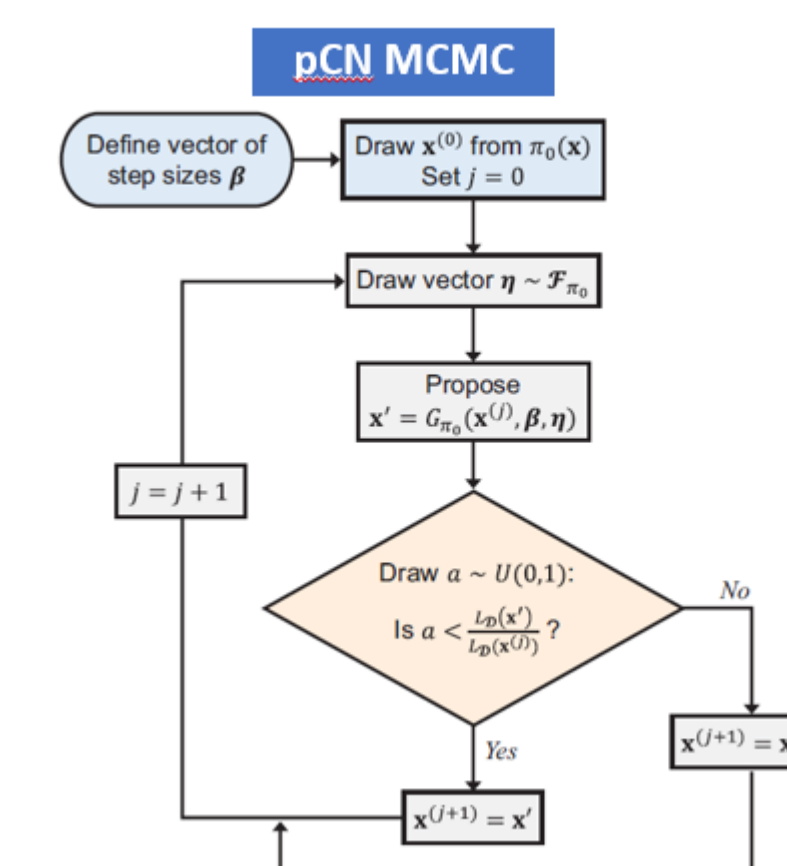 pCN MCMC
Define vector of
step sizes 𝜷
Draw 𝐱⁽⁰⁾ from π₀(𝐱)
Set j = 0
Draw vector 𝜼 ~ 𝓕_π₀
Propose
𝐱′ = G_π₀(𝐱⁽ʲ⁾, 𝜷, 𝜼)
j = j + 1
Draw a ~ U(0,1):
Is a < L_𝓓(𝐱′) / L_𝓓(𝐱⁽ʲ⁾) ?
No
𝐱⁽ʲ⁺¹⁾ =
Yes
𝐱⁽ʲ⁺¹⁾ = 𝐱′